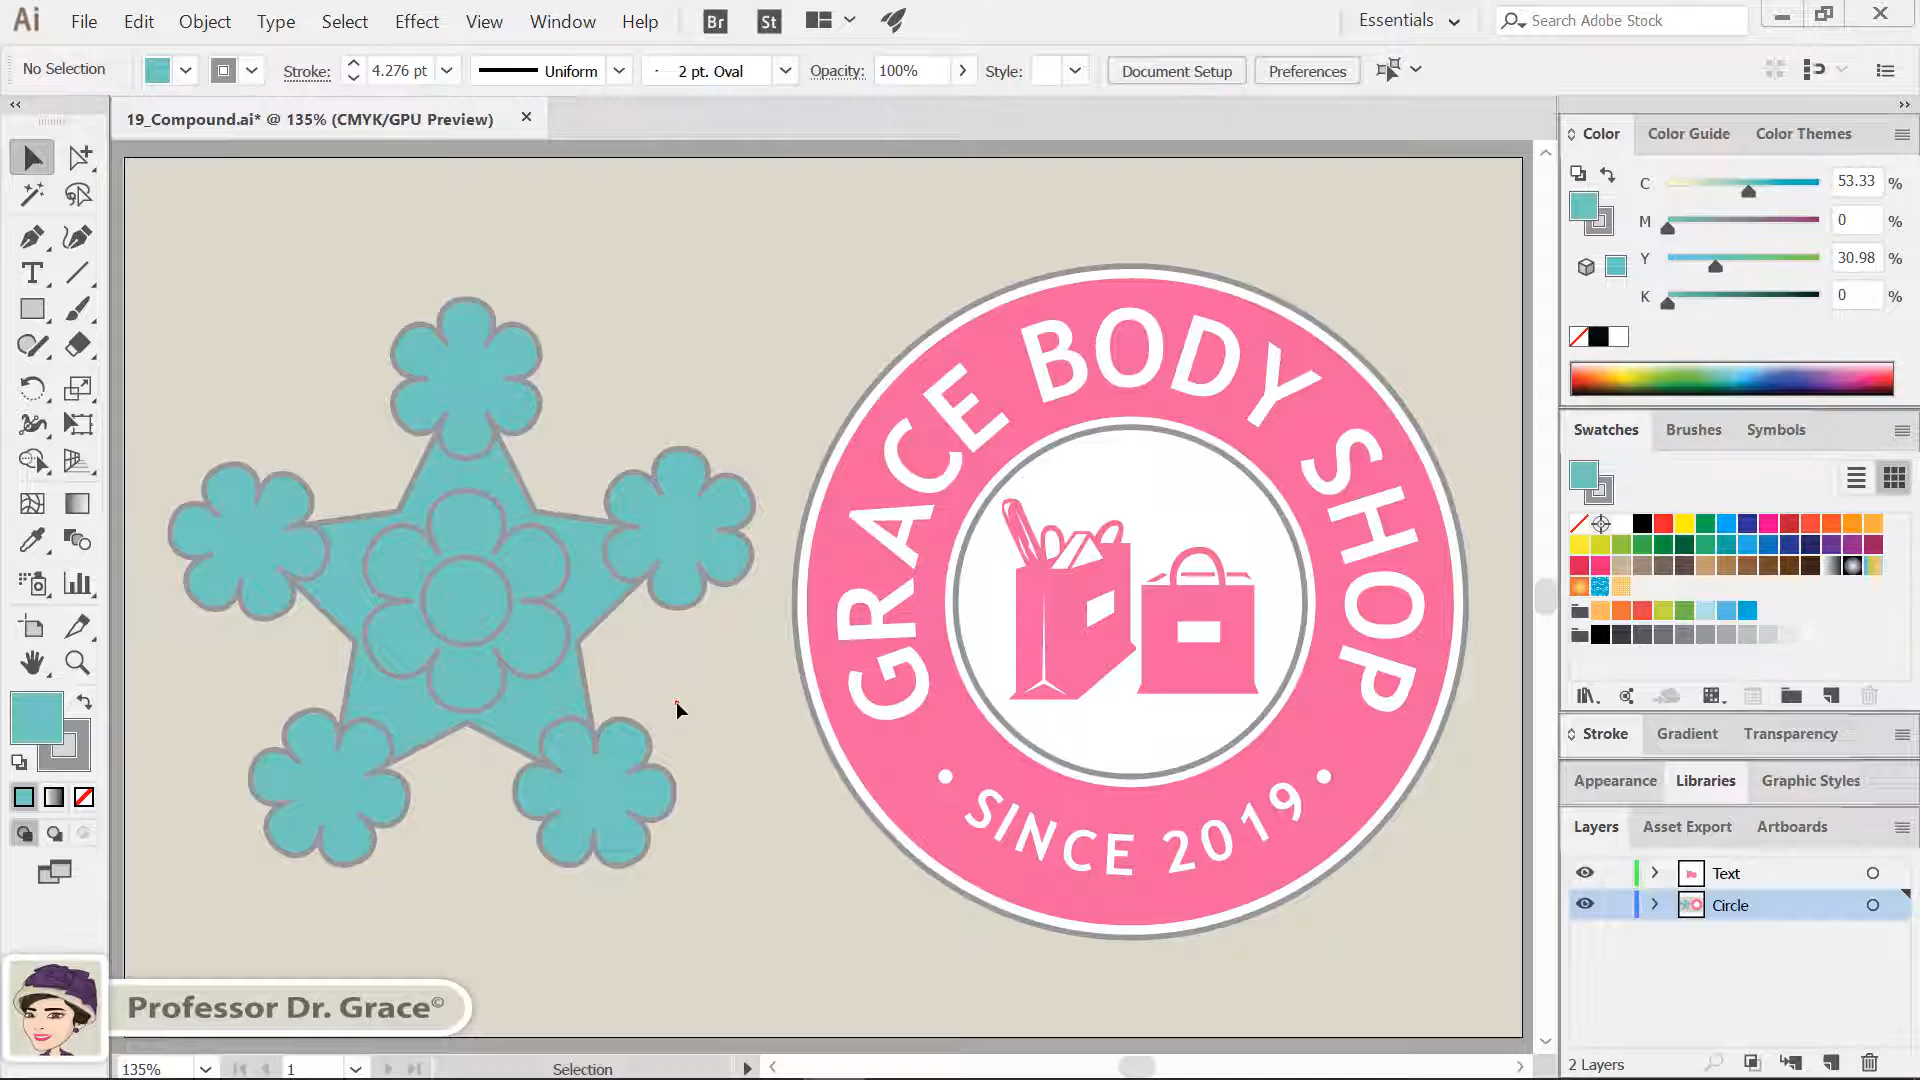 Ai File Edit Object Type Select Effect View Window Help Br St Essentials Search Adobe Stock
No Selection Stroke: 4.276 pt Uniform 2 pt. Oval Opacity: 100% Style: Document Setup Preferences
19_Compound.ai* @ 135% (CMYK/GPU Preview)
GRACE BODY SHOP
• SINCE 2019 •
Professor Dr. Grace©
Color Color Guide Color Themes
C 53.33 %
M 0 %
Y 30.98 %
K 0 %
Swatches Brushes Symbols
Stroke Gradient Transparency
Appearance Libraries Graphic Styles
Layers Asset Export Artboards
Text
Circle
2 Layers
135% 1 Selection